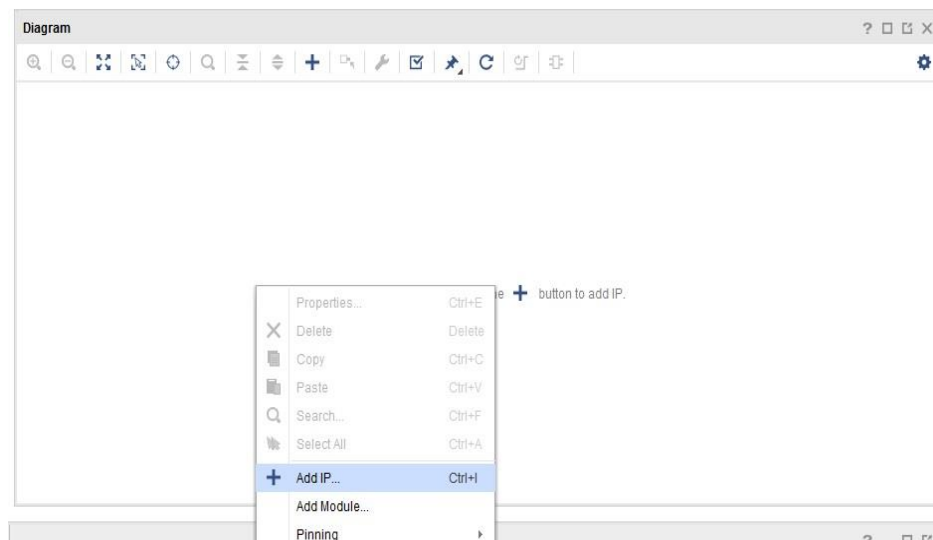 Diagram
button to add IP.
Properties... Ctrl+E
Delete Delete
Copy Ctrl+C
Paste Ctrl+V
Search... Ctrl+F
Select All Ctrl+A
Add IP... Ctrl+I
Add Module...
Pinning